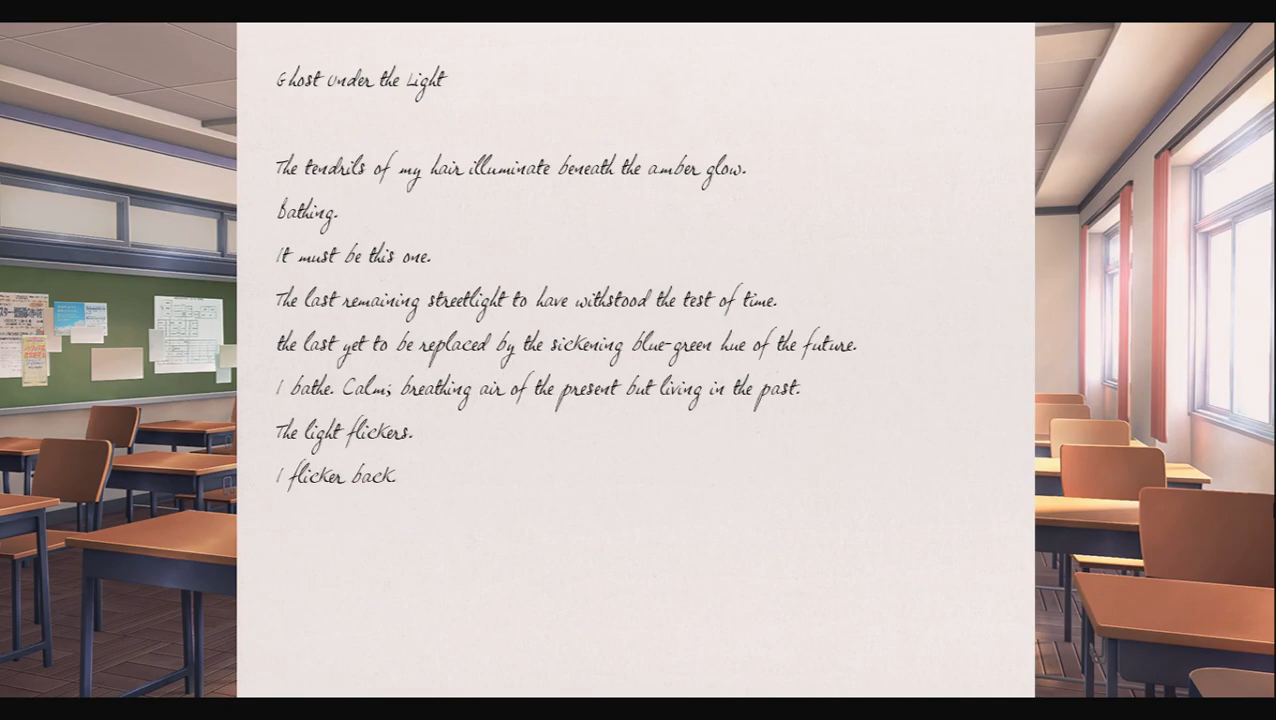 Ghost Under the Light
The tendrils of my hair illuminate beneath the amber glow.
Bathing.
It must be this one.
The last remaining streetlight to have withstood the test of time.
the last yet to be replaced by the sickening blue-green hue of the future.
I bathe. Calm; breathing air of the present but living in the past.
The light flickers.
I flicker back.